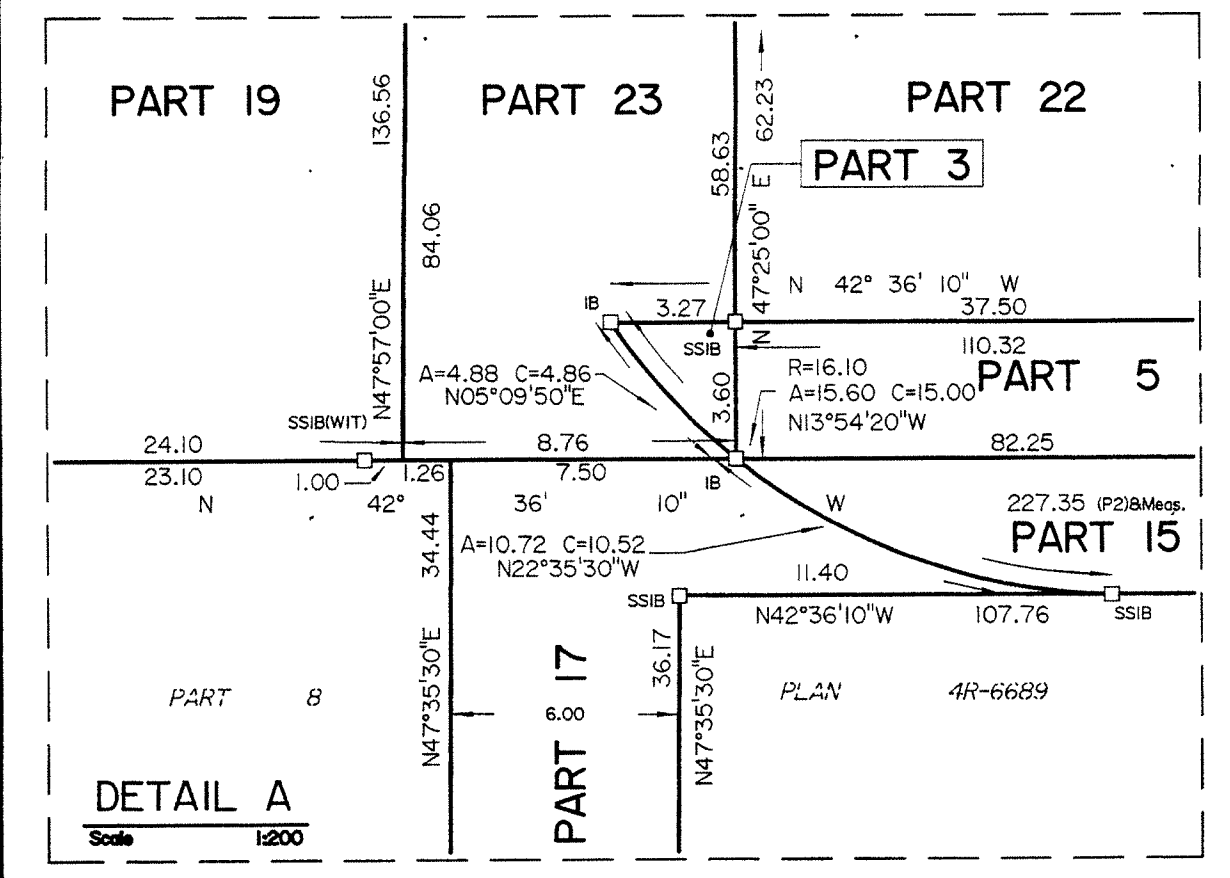 PART 19
PART 23
PART 22
136.56
84.06
N47°57'00"E
58.63
62.23
N 47°25'00" E
PART 3
N 42° 36' 10" W
37.50
IB
3.27
SSIB
110.32
PART 5
R=16.10
A=15.60 C=15.00
N13°54'20"W
3.60
A=4.88 C=4.86
N05°09'50"E
SSIB(WIT)
24.10
8.76
82.25
23.10
1.00
1.26
7.50
IB
N 42° 36' 10" W
227.35 (P2)&Meas.
PART 15
34.44
A=10.72 C=10.52
N22°35'30"W
11.40
SSIB
N42°36'10"W
107.76
SSIB
N47°35'30"E
36.17
N47°35'30"E
PART 17
6.00
PART 8
PLAN 4R-6689
DETAIL A
Scale 1:200